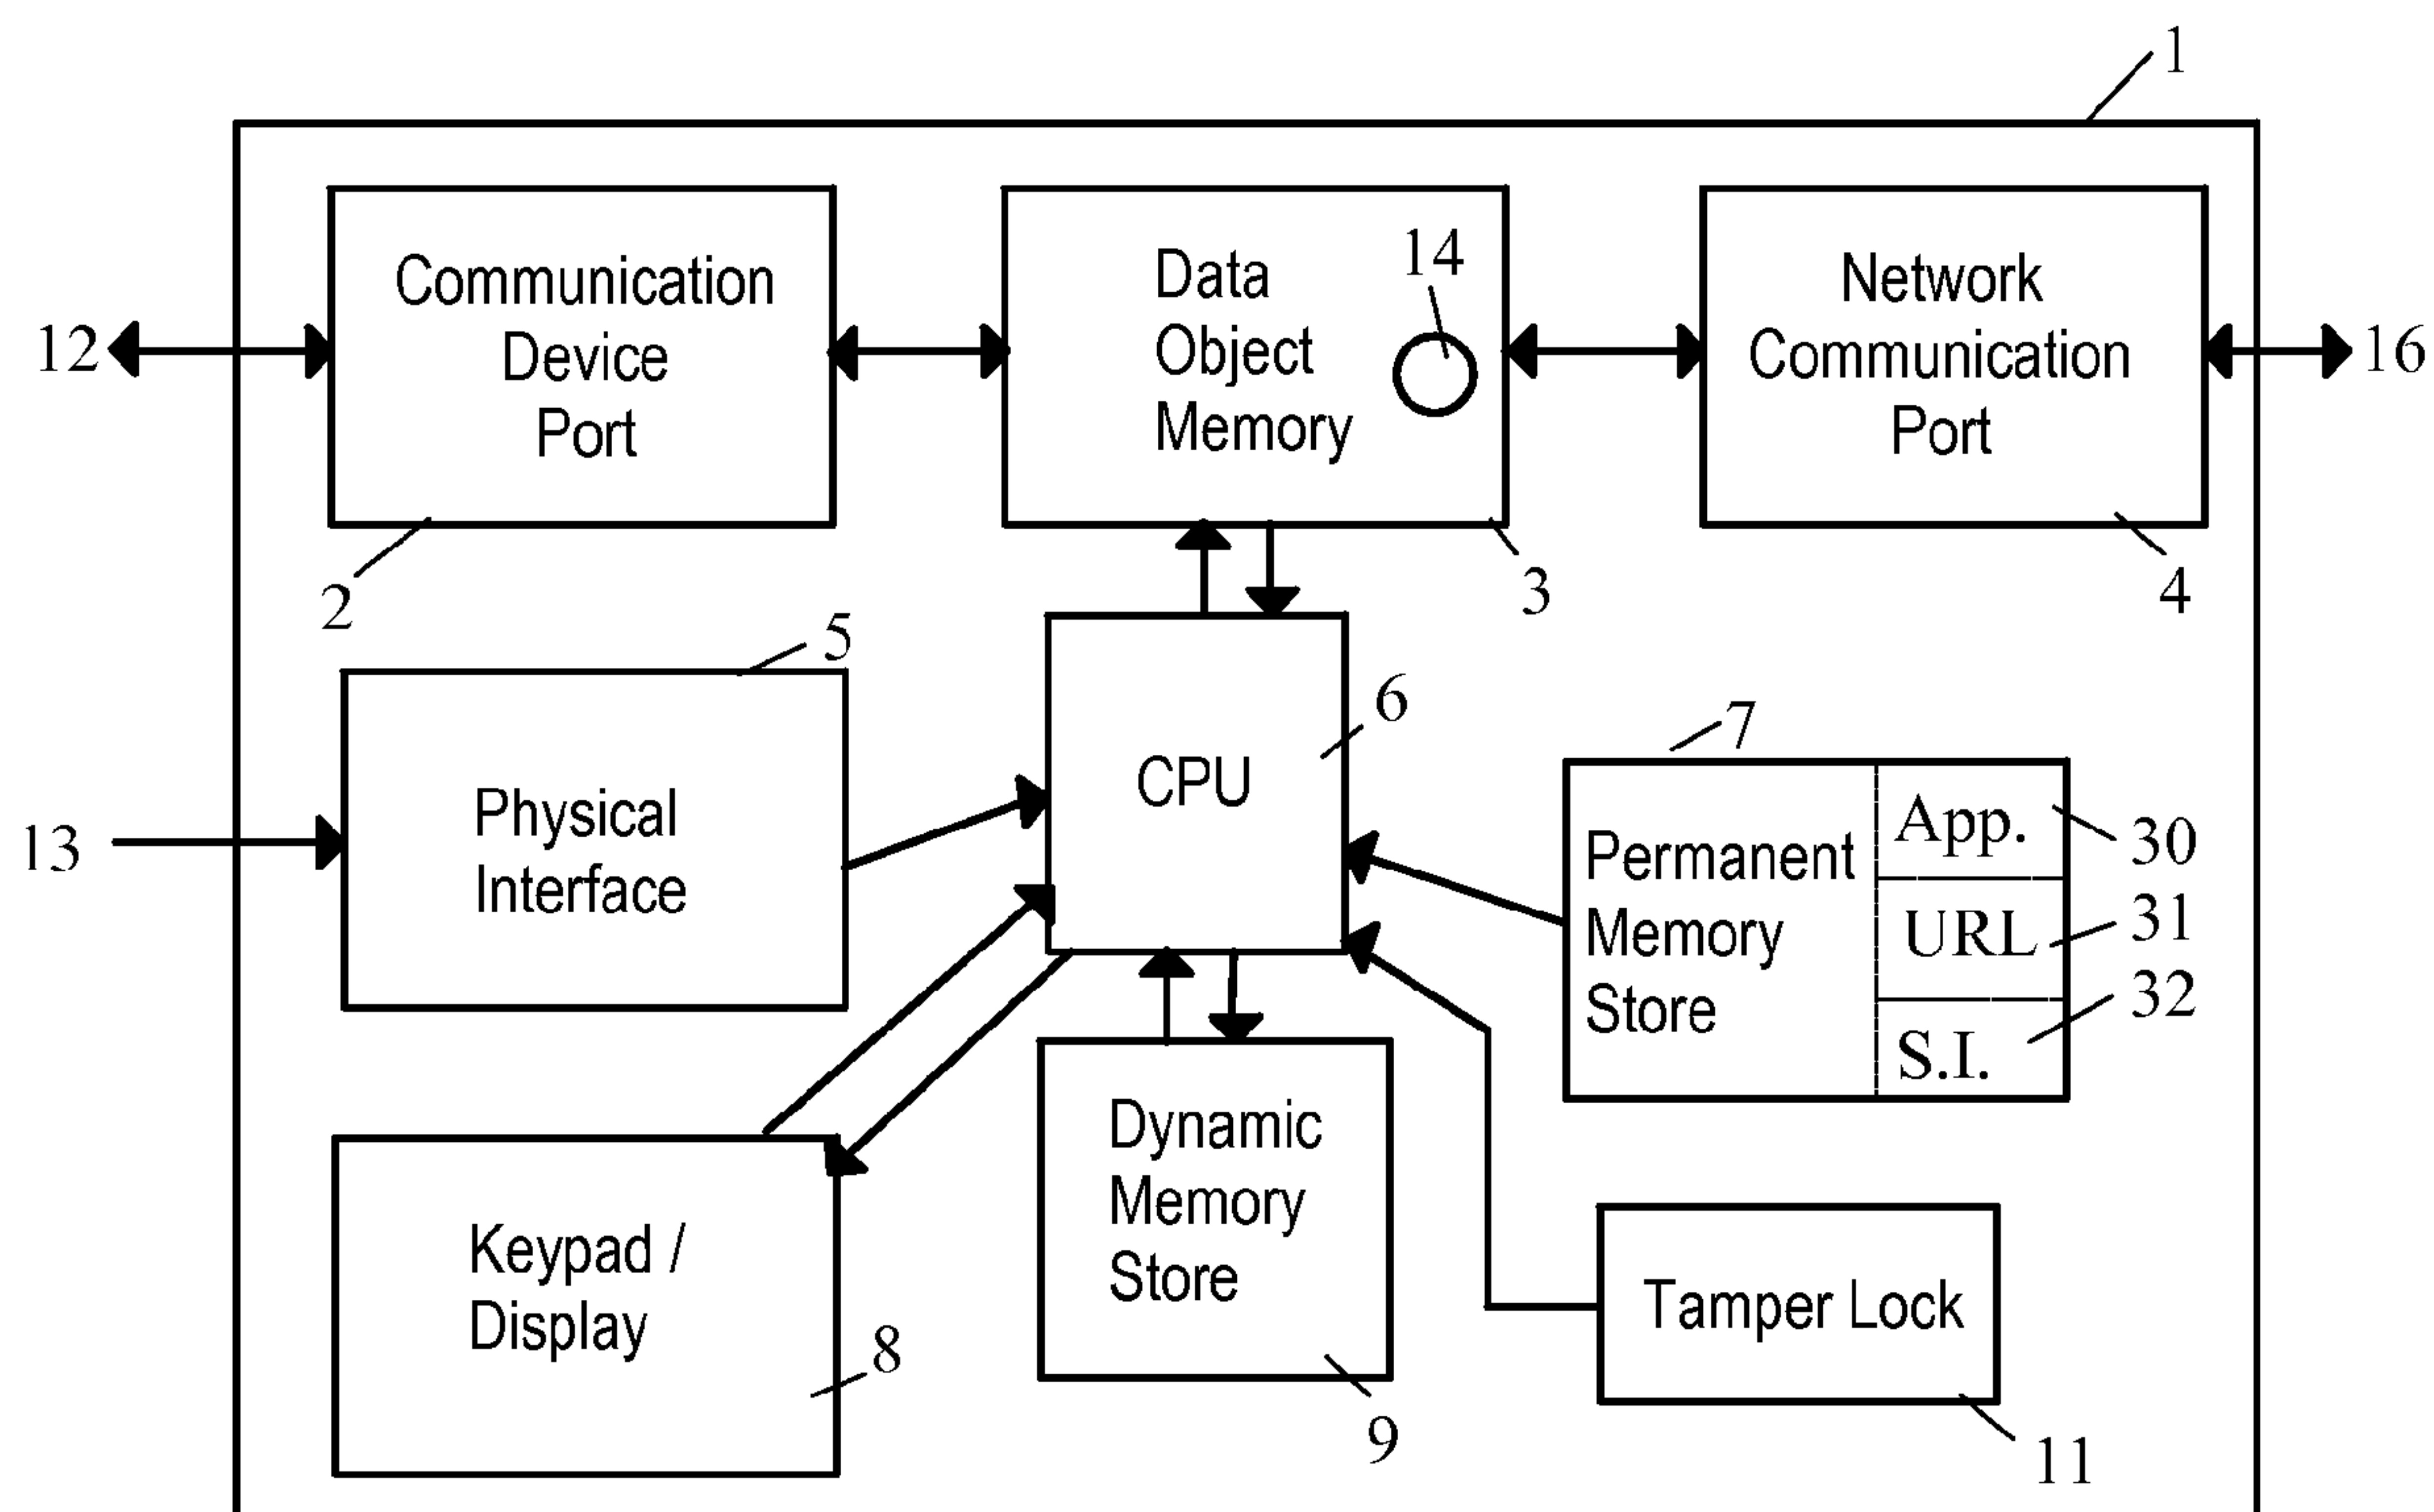 1
Communication
Device
Port
Data
Object
Memory
14
Network
Communication
Port
12
16
2
3
4
5
Physical
Interface
13
6
CPU
7
Permanent
Memory
Store
App.
30
URL
31
S.I.
32
Keypad /
Display
8
Dynamic
Memory
Store
9
Tamper Lock
11